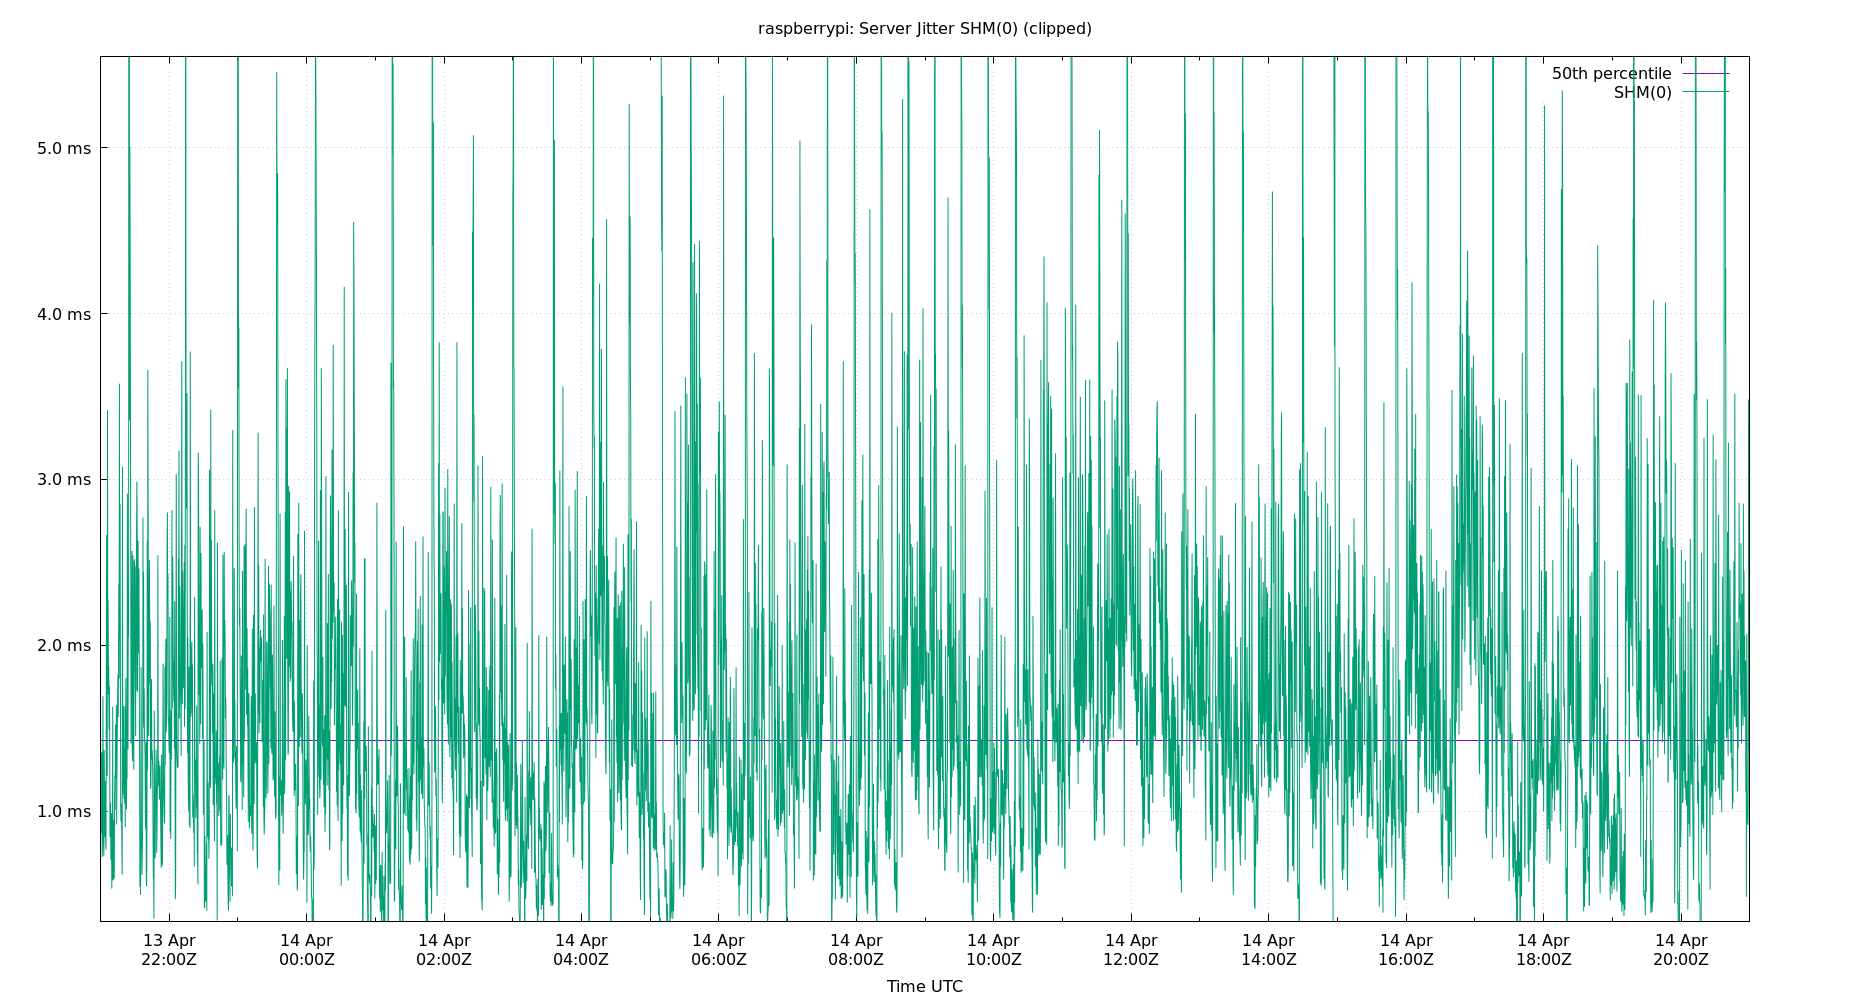 raspberrypi: Server Jitter SHM(0) (clipped)
50th percentile
SHM(0)
5.0 ms
4.0 ms
3.0 ms
2.0 ms
1.0 ms
13 Apr 14 Apr 14 Apr 14 Apr 14 Apr 14 Apr 14 Apr 14 Apr 14 Apr 14 Apr 14 Apr 14 Apr
22:00Z 00:00Z 02:00Z 04:00Z 06:00Z 08:00Z 10:00Z 12:00Z 14:00Z 16:00Z 18:00Z 20:00Z
Time UTC